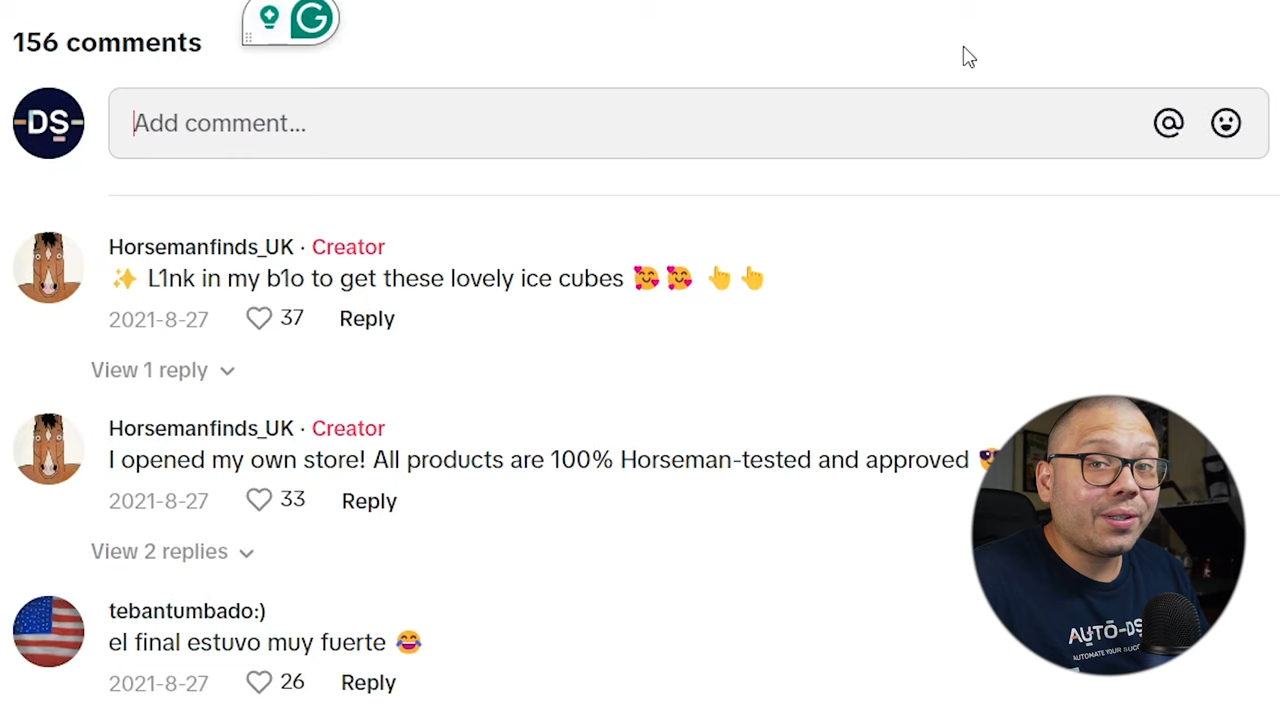 156 comments
DS
Add comment...
Horsemanfinds_UK · Creator
✨ L1nk in my b1o to get these lovely ice cubes 🥰 🥰 👆 👆
2021-8-27 37 Reply
View 1 reply
Horsemanfinds_UK · Creator
I opened my own store! All products are 100% Horseman-tested and approved 😎
2021-8-27 33 Reply
View 2 replies
tebantumbado:)
el final estuvo muy fuerte 😂
2021-8-27 26 Reply
AUTO-DS
AUTOMATE YOUR